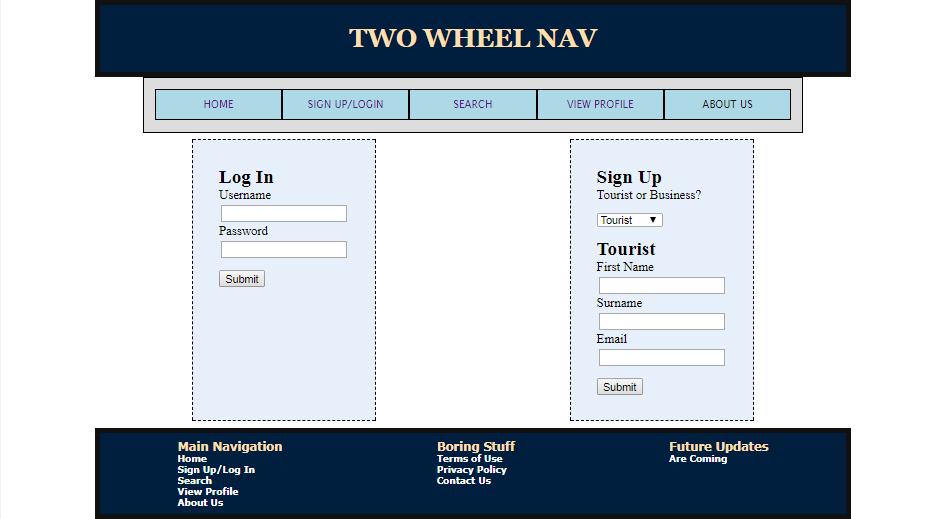 TWO WHEEL NAV
HOME
SIGN UP/LOGIN
SEARCH
VIEW PROFILE
ABOUT US
Log In
Username
Password
Submit
Sign Up
Tourist or Business?
Tourist
Tourist
First Name
Surname
Email
Submit
Main Navigation
Home
Sign Up/Log In
Search
View Profile
About Us
Boring Stuff
Terms of Use
Privacy Policy
Contact Us
Future Updates
Are Coming